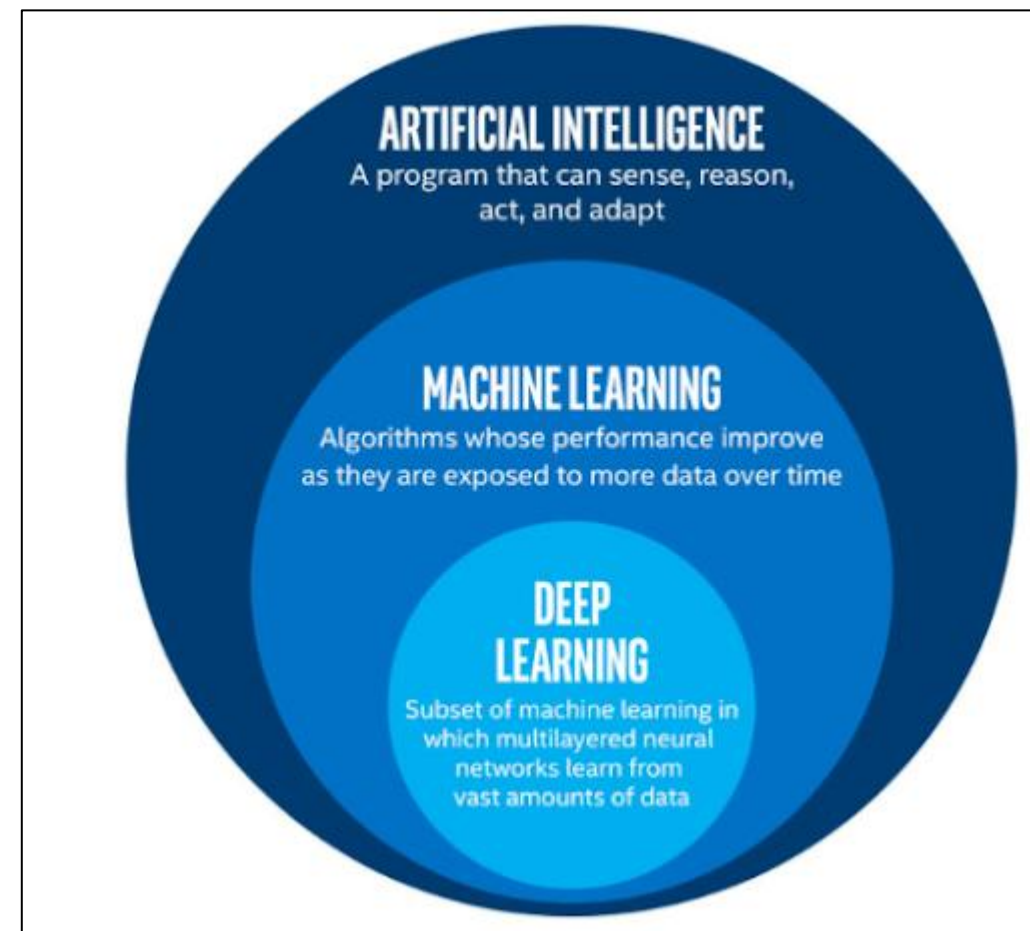 ARTIFICIAL INTELLIGENCE
A program that can sense, reason,
act, and adapt
MACHINE LEARNING
Algorithms whose performance improve
as they are exposed to more data over time
DEEP
LEARNING
Subset of machine learning in
which multilayered neural
networks learn from
vast amounts of data